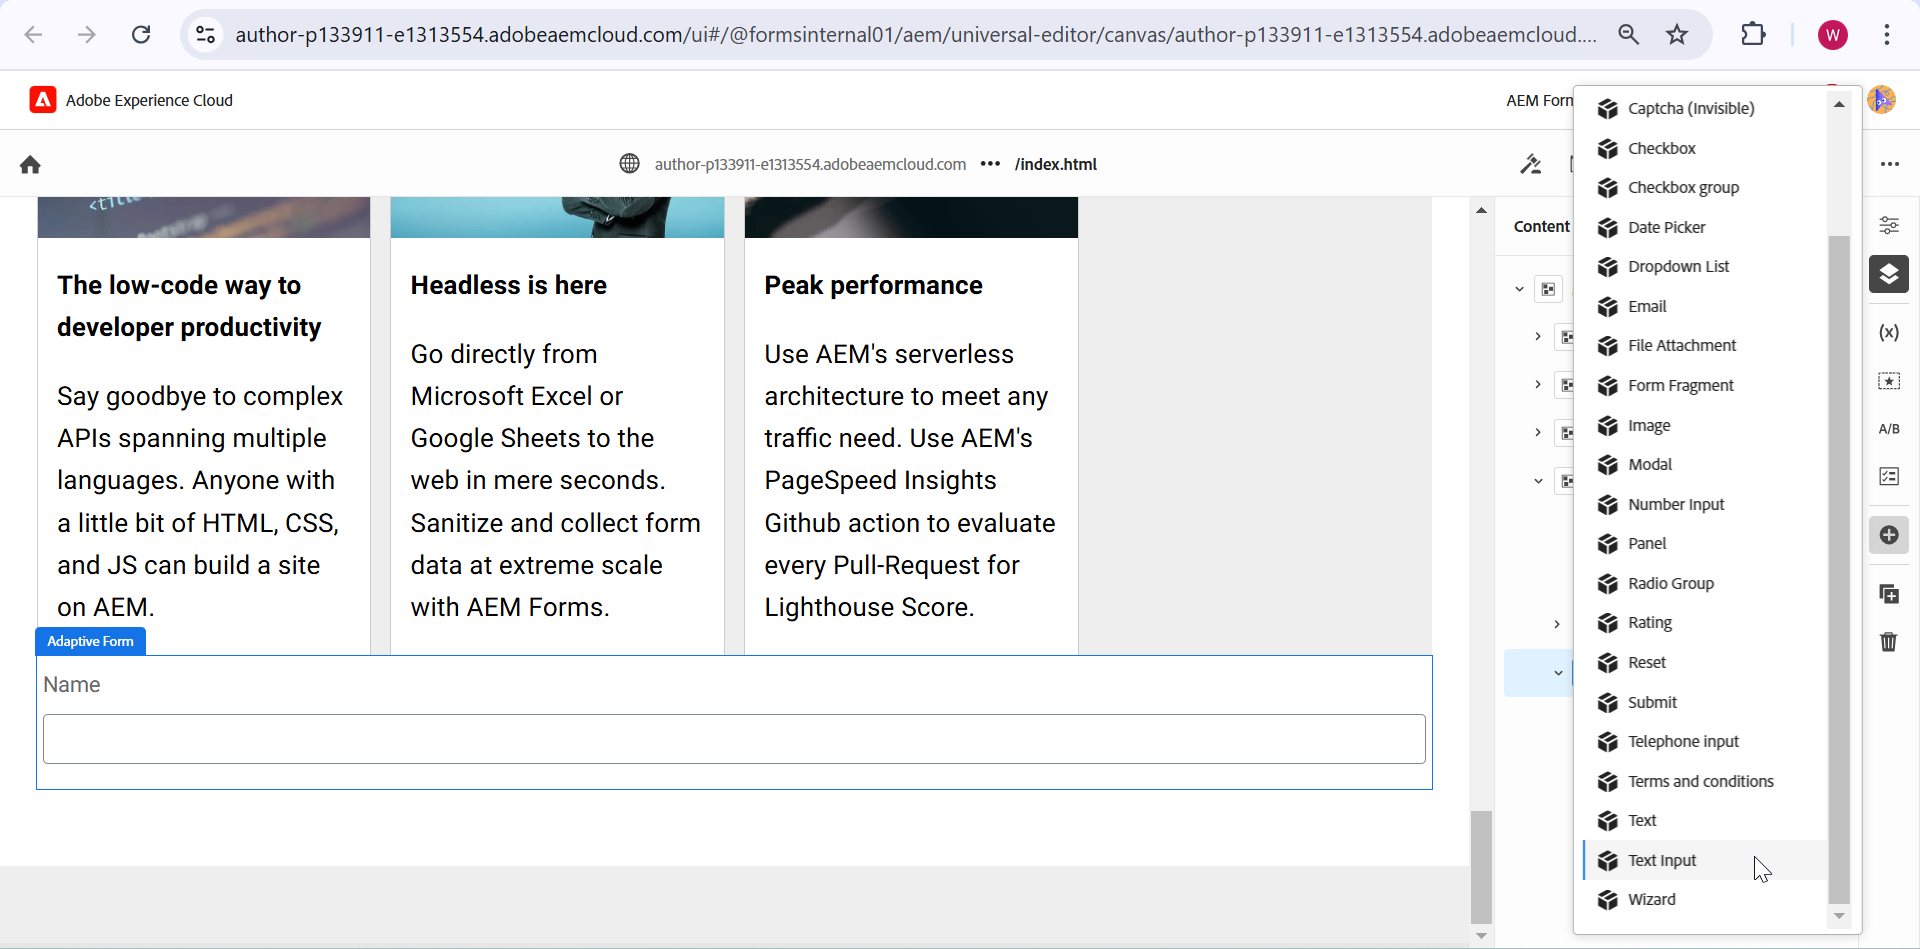 author-p133911-e1313554.adobeaemcloud.com/ui#/@formsinternal01/aem/universal-editor/canvas/author-p133911-e1313554.adobeaemcloud....
W
Adobe Experience Cloud
AEM Form
author-p133911-e1313554.adobeaemcloud.com ••• /index.html
<title
Bootstrap
The low-code way to
developer productivity
Say goodbye to complex
APIs spanning multiple
languages. Anyone with
a little bit of HTML, CSS,
and JS can build a site
on AEM.
Headless is here
Go directly from
Microsoft Excel or
Google Sheets to the
web in mere seconds.
Sanitize and collect form
data at extreme scale
with AEM Forms.
Peak performance
Use AEM's serverless
architecture to meet any
traffic need. Use AEM's
PageSpeed Insights
Github action to evaluate
every Pull-Request for
Lighthouse Score.
Adaptive Form
Name
Content
Captcha (Invisible)
Checkbox
Checkbox group
Date Picker
Dropdown List
Email
File Attachment
Form Fragment
Image
Modal
Number Input
Panel
Radio Group
Rating
Reset
Submit
Telephone input
Terms and conditions
Text
Text Input
Wizard
(x)
A/B